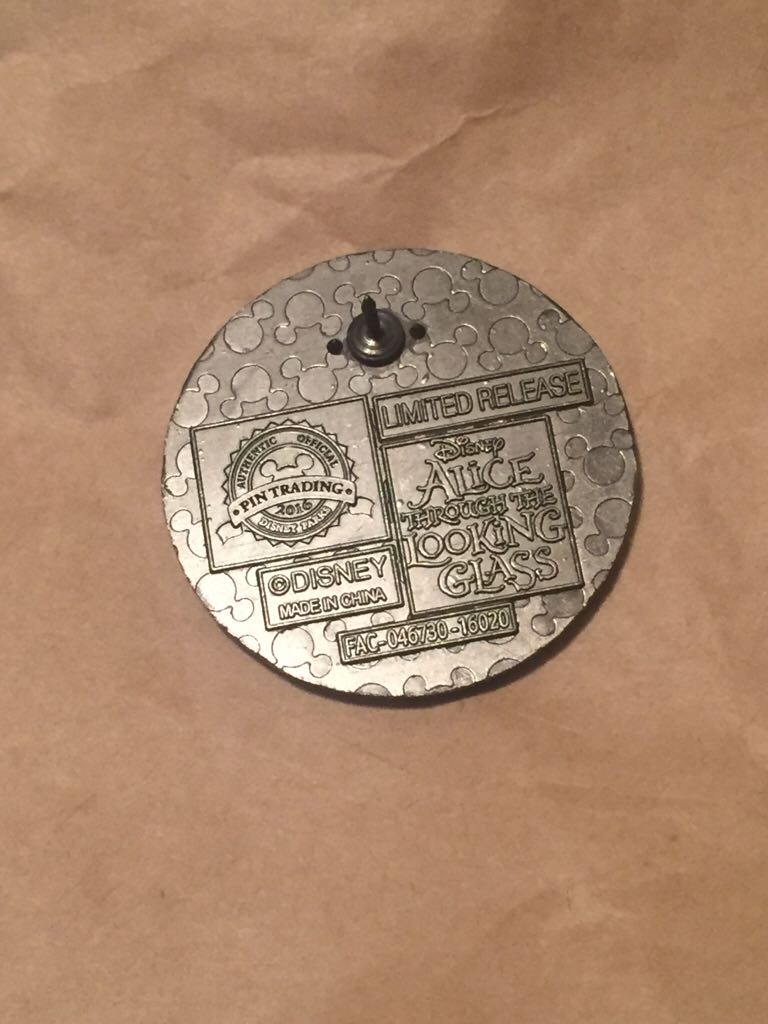 LIMITED RELEASE
AUTHENTIC OFFICIAL
•PIN TRADING•
2016
DISNEY PARKS
DISNEY
ALICE
THROUGH THE
LOOKING
GLASS
©DISNEY
MADE IN CHINA
FAC-046730-16020